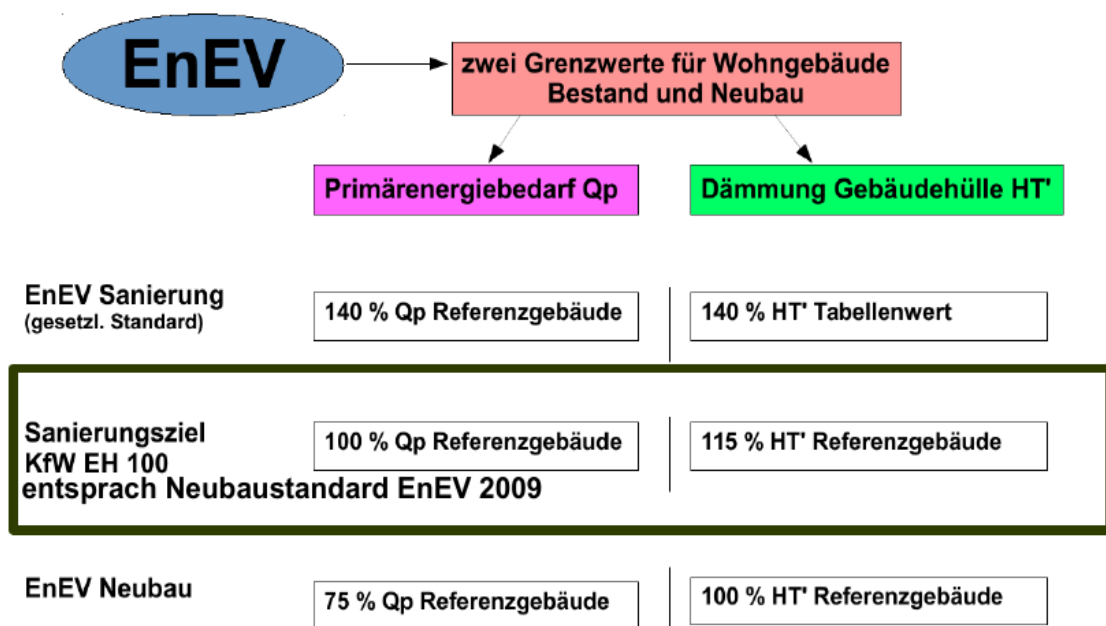 EnEV
zwei Grenzwerte für Wohngebäude
Bestand und Neubau
Primärenergiebedarf Qp
Dämmung Gebäudehülle HT'
EnEV Sanierung
(gesetzl. Standard)
140 % Qp Referenzgebäude
140 % HT' Tabellenwert
Sanierungsziel
KfW EH 100
entsprach Neubaustandard EnEV 2009
100 % Qp Referenzgebäude
115 % HT' Referenzgebäude
EnEV Neubau
75 % Qp Referenzgebäude
100 % HT' Referenzgebäude